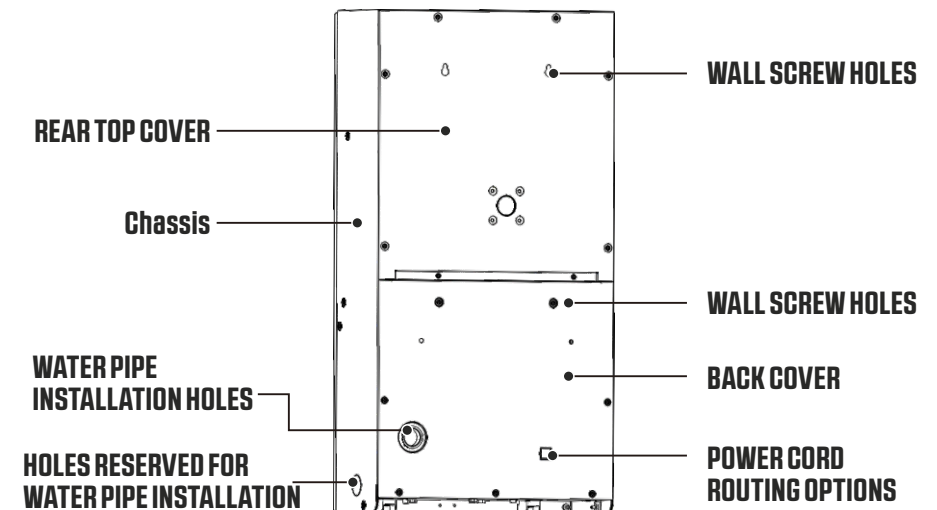 WALL SCREW HOLES
REAR TOP COVER
Chassis
WALL SCREW HOLES
WATER PIPE
INSTALLATION HOLES
BACK COVER
HOLES RESERVED FOR
WATER PIPE INSTALLATION
POWER CORD
ROUTING OPTIONS